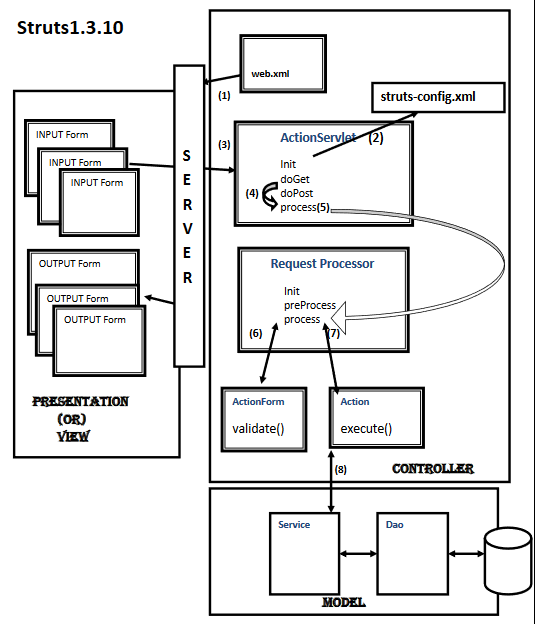 Struts1.3.10
web.xml
(1)
struts-config.xml
(3)
ActionServlet (2)
Init
doGet
(4)
doPost
process(5)
INPUT Form
INPUT Form
INPUT Form
S
E
R
V
E
R
OUTPUT Form
OUTPUT Form
OUTPUT Form
Request Processor
Init
preProcess
process
(6)
(7)
PRESENTATION
(OR)
VIEW
ActionForm
validate()
Action
execute()
(8)
CONTROLLER
Service
Dao
MODEL